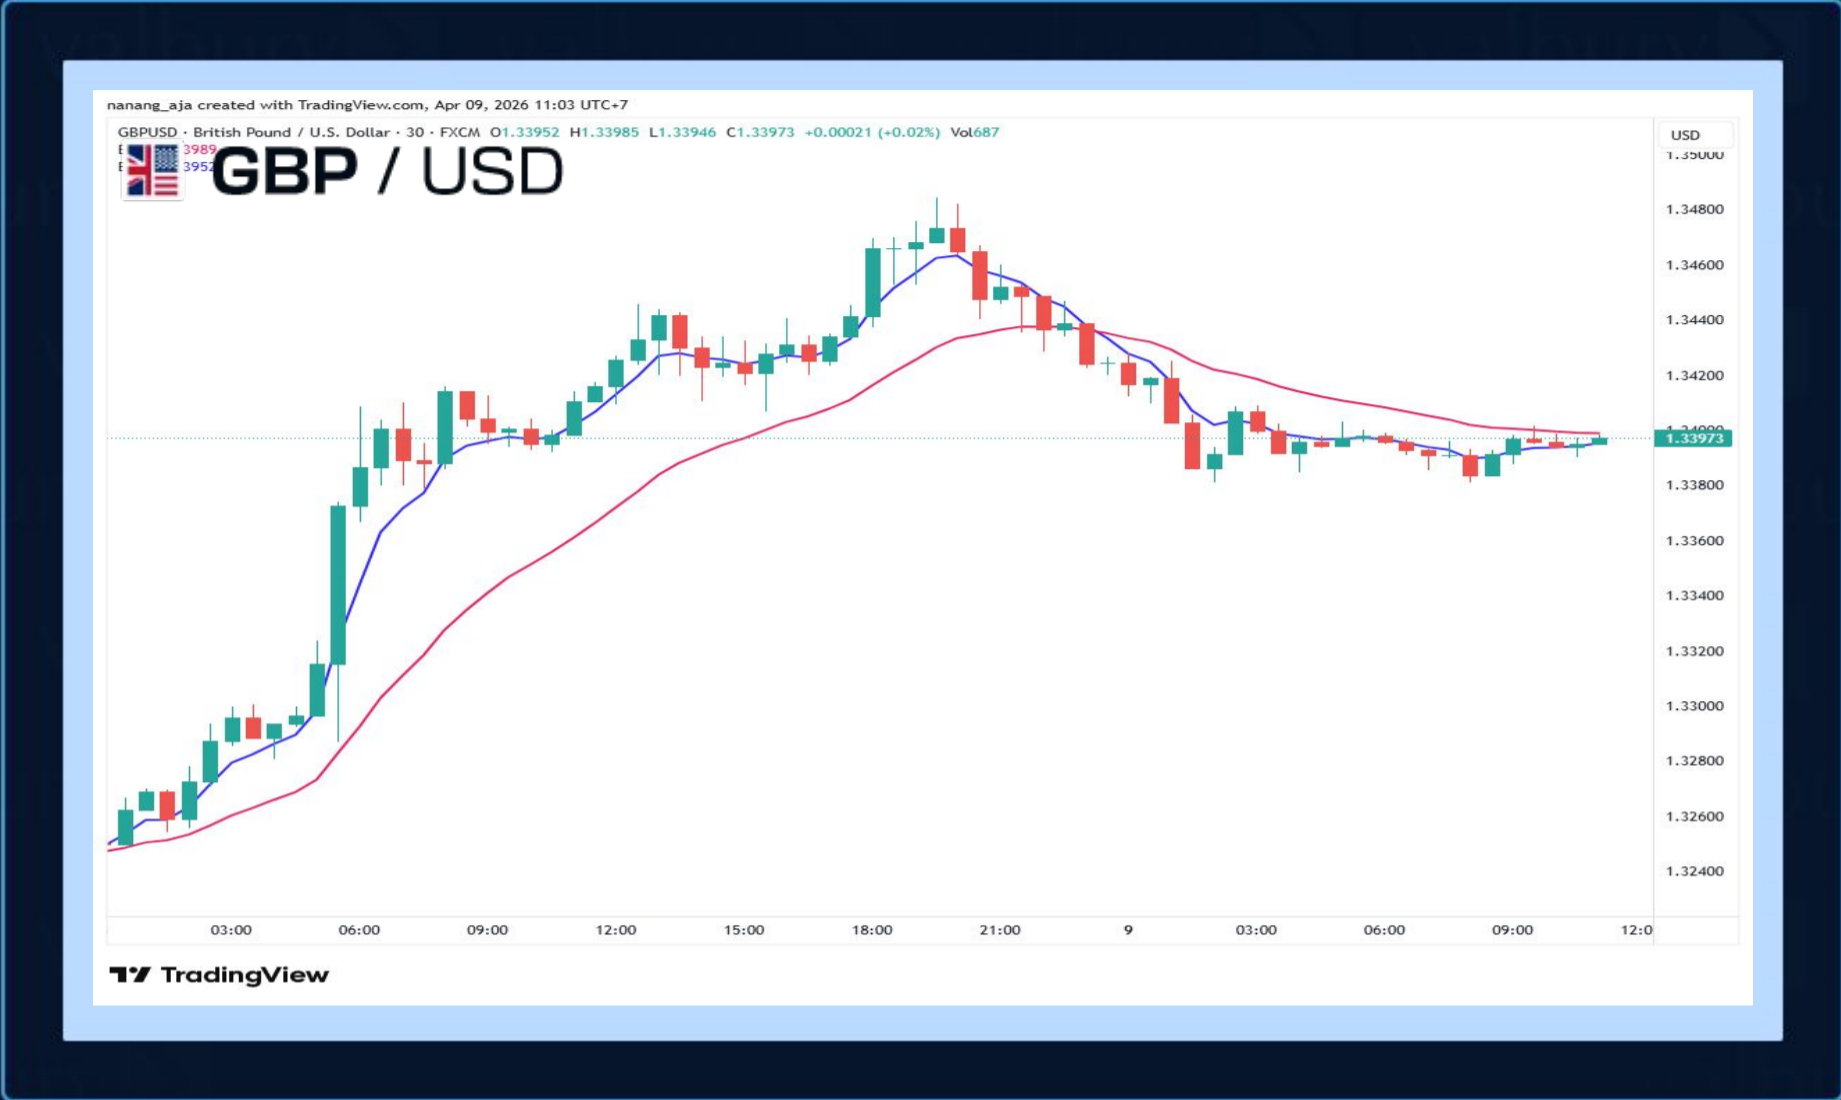 nanang_aja created with TradingView.com, Apr 09, 2026 11:03 UTC+7
GBPUSD · British Pound / U.S. Dollar · 30 · FXCM O1.33952 H1.33985 L1.33946 C1.33973 +0.00021 (+0.02%) Vol687
3989
3952
GBP / USD
USD
1.35000
1.34800
1.34600
1.34400
1.34200
1.34000
1.33973
1.33800
1.33600
1.33400
1.33200
1.33000
1.32800
1.32600
1.32400
03:00 06:00 09:00 12:00 15:00 18:00 21:00 9 03:00 06:00 09:00 12:0
TradingView